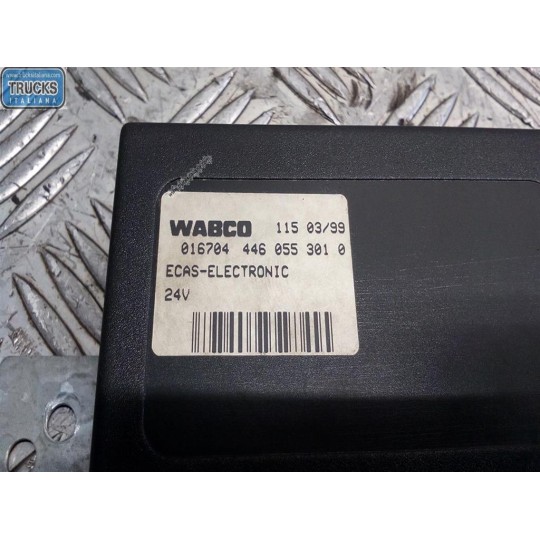 TRUCKS
ITALIANA
WABCO 115 03/99
016704 446 055 301 0
ECAS-ELECTRONIC
24V